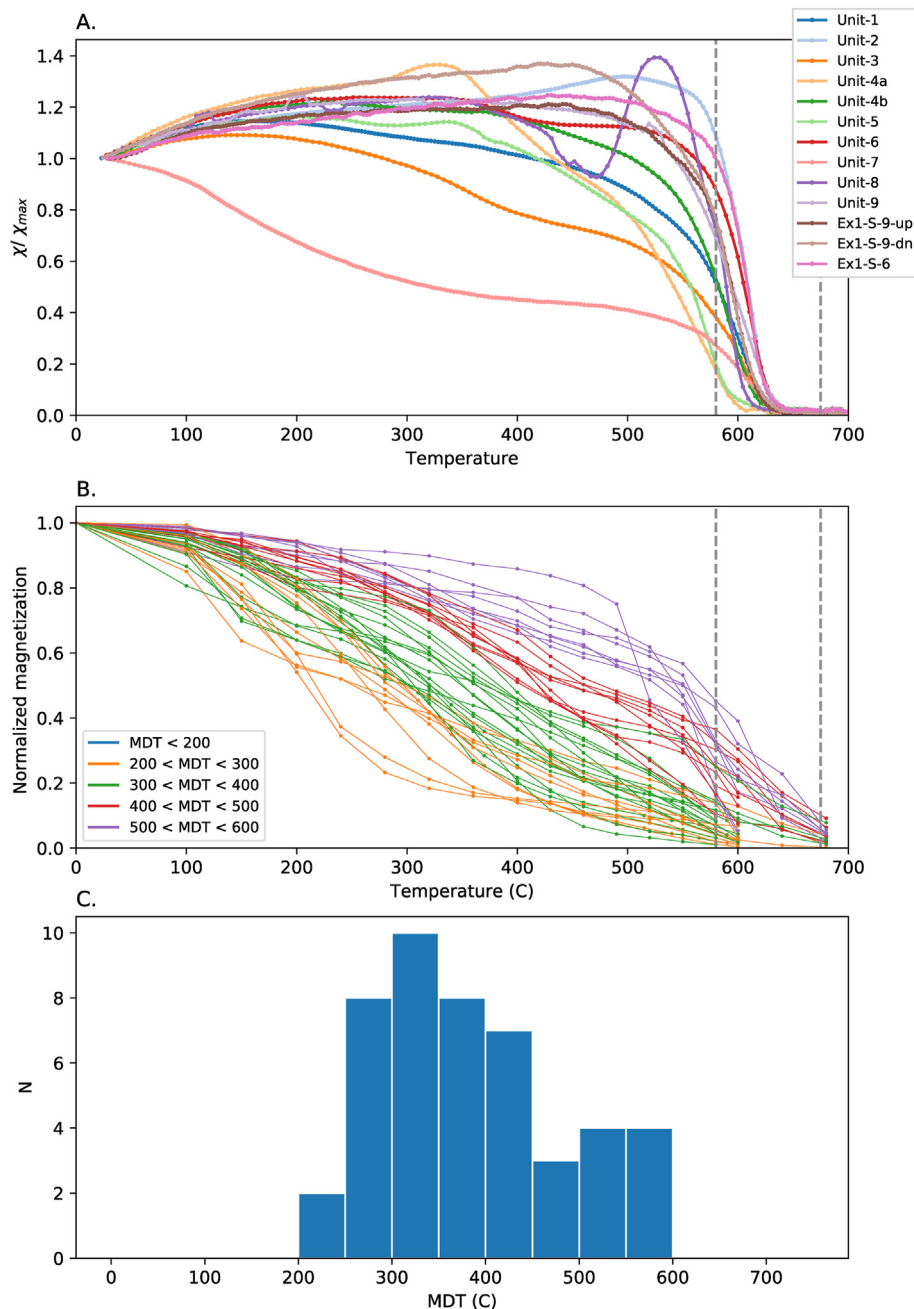 A.
1.4
1.2
1.0
0.8
0.6
0.4
0.2
0.0
χ/ χmax
100
200
300
400
500
600
700
Temperature
Unit-1
Unit-2
Unit-3
Unit-4a
Unit-4b
Unit-5
Unit-6
Unit-7
Unit-8
Unit-9
Ex1-S-9-up
Ex1-S-9-dn
Ex1-S-6
B.
1.0
0.8
0.6
0.4
0.2
0.0
Normalized magnetization
MDT < 200
200 < MDT < 300
300 < MDT < 400
400 < MDT < 500
500 < MDT < 600
0
100
200
300
400
500
600
700
Temperature (C)
C.
10
8
6
4
2
0
N
0
100
200
300
400
500
600
700
MDT (C)